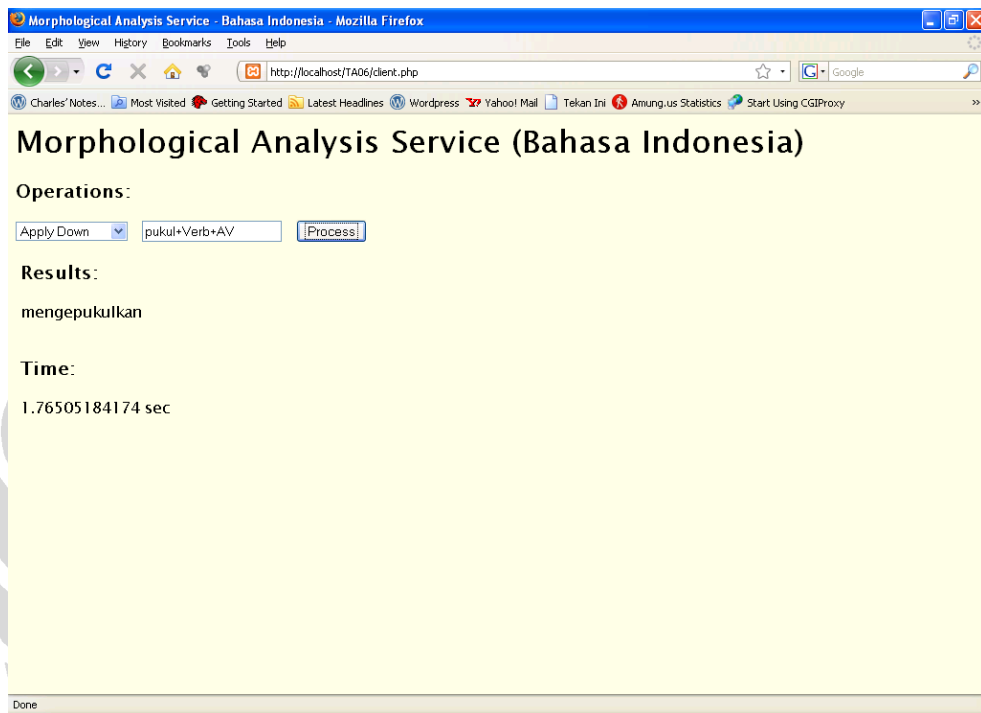 Morphological Analysis Service - Bahasa Indonesia - Mozilla Firefox
File Edit View History Bookmarks Tools Help
http://localhost/TA06/client.php Google
Charles' Notes... Most Visited Getting Started Latest Headlines Wordpress Yahoo! Mail Tekan Ini Amung.us Statistics Start Using CGIProxy »
Morphological Analysis Service (Bahasa Indonesia)
Operations:
Apply Down pukul+Verb+AV Process
Results:
mengepukulkan
Time:
1.76505184174 sec
Done